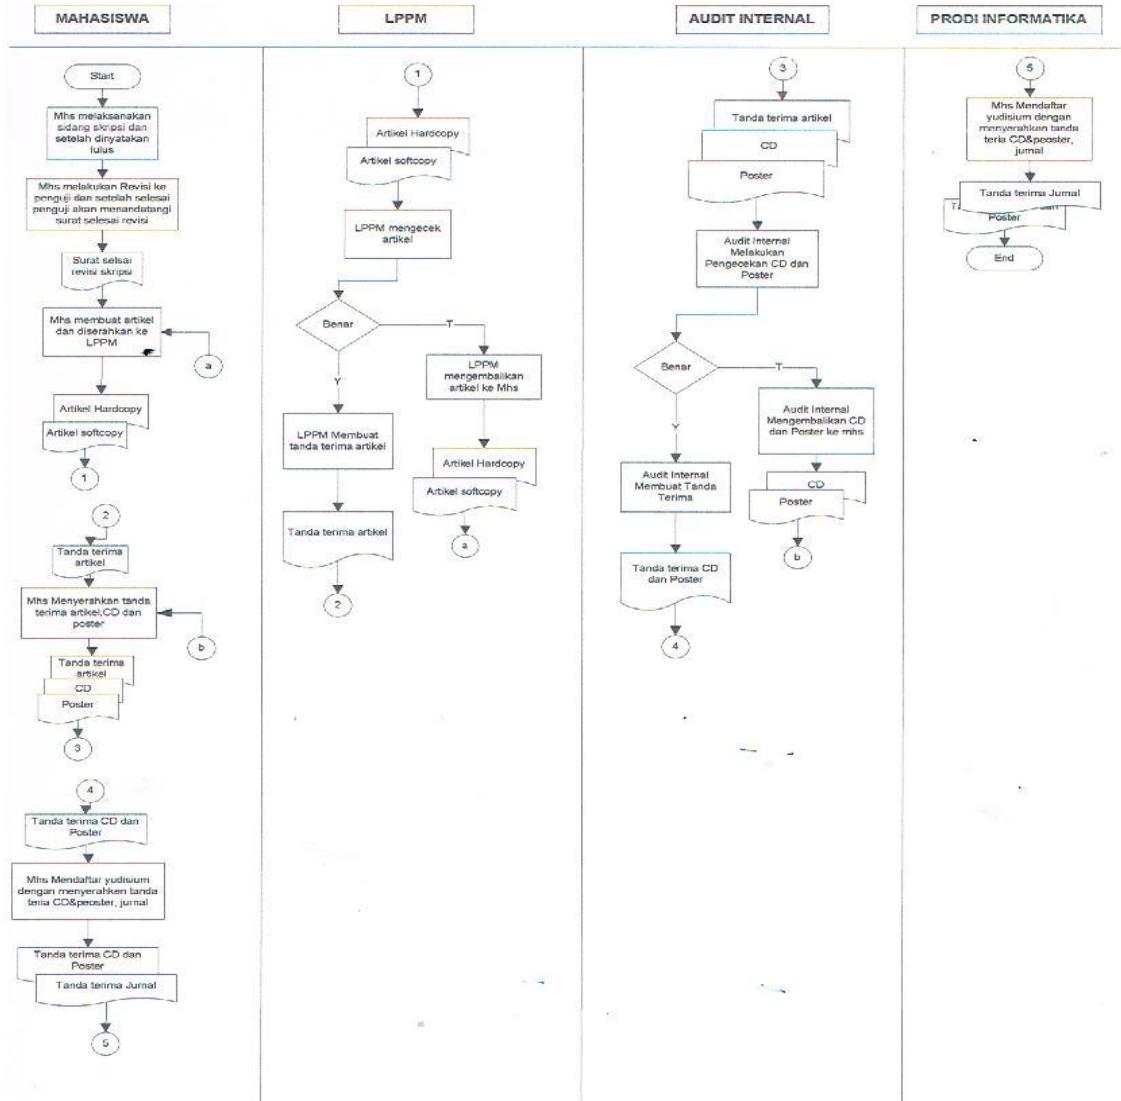 MAHASISWA
LPPM
AUDIT INTERNAL
PRODI INFORMATIKA
Start
Mhs melaksanakan
sidang skripsi dan
setelah dinyatakan
lulus
Mhs melakukan Revisi ke
penguji dan setelah selesai
penguji akan menandatangi
surat selesai revisi
Surat selsai
revisi skripsi
Mhs membuat artikel
dan diserahkan ke
LPPM
a
Artikel Hardcopy
Artikel softcopy
1
2
Tanda terima
artikel
Mhs Menyerahkan tanda
terima artikel,CD dan
poster
b
Tanda terima
artikel
CD
Poster
3
4
Tanda terima CD dan
Poster
Mhs Mendaftar yudisium
dengan menyerahken tanda
teria CD&peoster, jurnal
Tanda terima CD dan
Poster
Tanda terima Jurnal
5
1
Artikel Hardcopy
Artikel softcopy
LPPM mengecek
artikel
Benar
T
Y
LPPM
mengembalikan
artikel ke Mhs
LPPM Membuat
tanda terima artikel
Artikel Hardcopy
Artikel softcopy
a
Tanda terima artikel
2
3
Tanda terima artikel
CD
Poster
Audit Internal
Melakukan
Pengecekan CD dan
Poster
Benar
T
Y
Audit Internal
Mengembalikan CD
dan Poster ke mhs
Audit Internal
Membuat Tanda
Terima
CD
Poster
b
Tanda terima CD
dan Poster
4
5
Mhs Mendaftar
yudisium dengan
menyerahkan tanda
teria CD&peoster,
jurnal
Tanda terima Jurnal
Poster
End